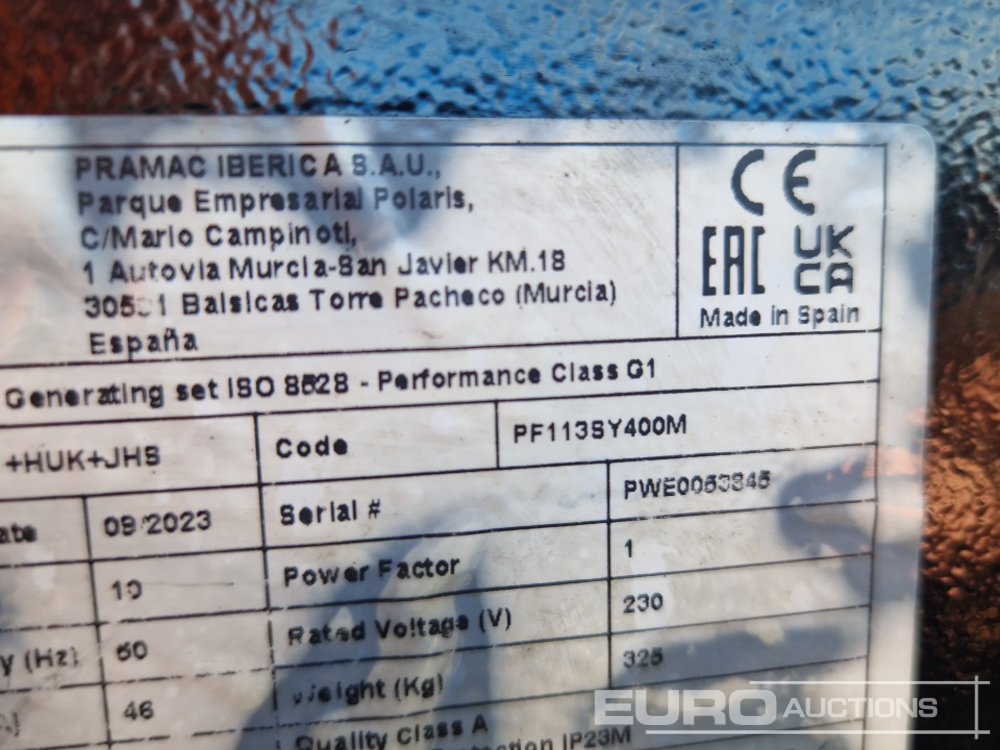 PRAMAC IBERICA S.A.U.,
Parque Empresarial Polaris,
C/Mario Campinoti,
1 Autovia Murcia-San Javier KM.18
Balsicas Torre Pacheco (Murcia)
España
CE
EAC UK CA
Made in Spain
Generating set ISO 8528 - Performance Class G1
+HUK+JHS Code PF113SY400M
ate 09/2023 Serial #
10 Power Factor 1
y (Hz) 50 Rated Voltage (V) 230
46 Weight (Kg) 325
Quality Class A
IP23M
EURO AUCTIONS